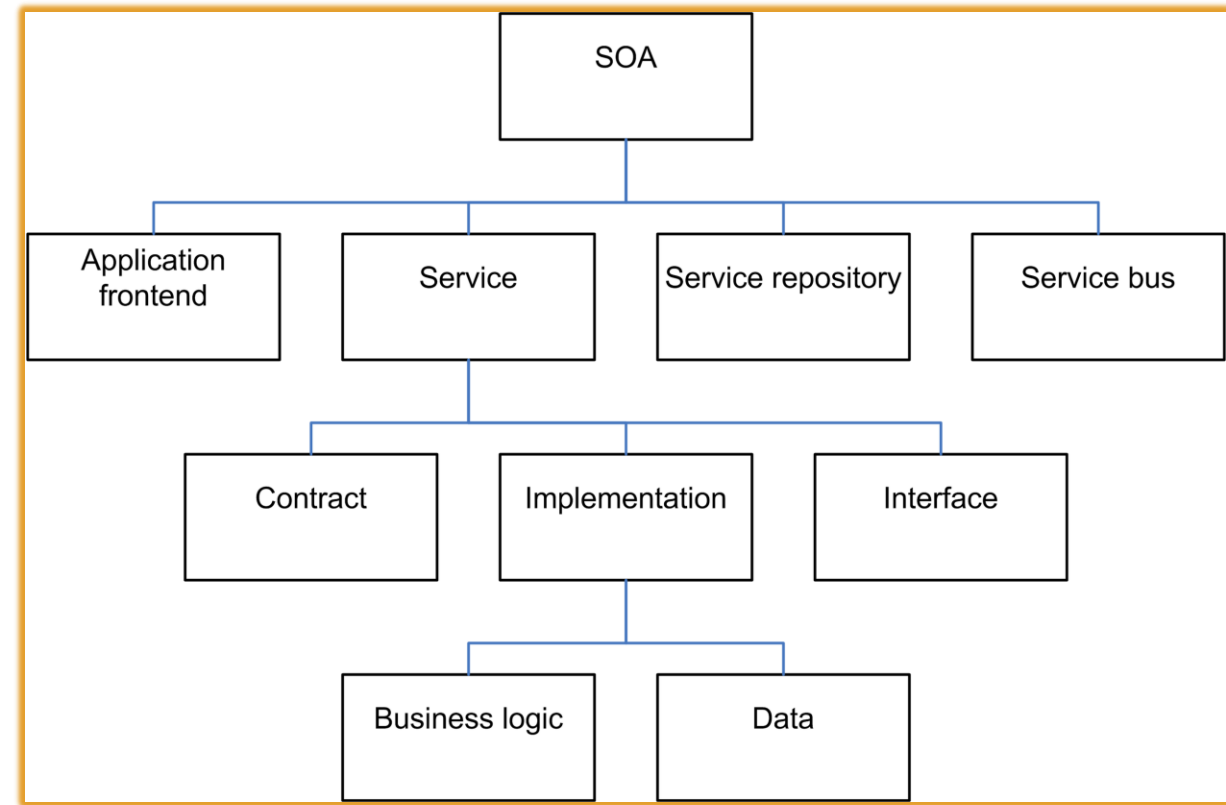 SOA
Application
frontend
Service
Service repository
Service bus
Contract
Implementation
Interface
Business logic
Data